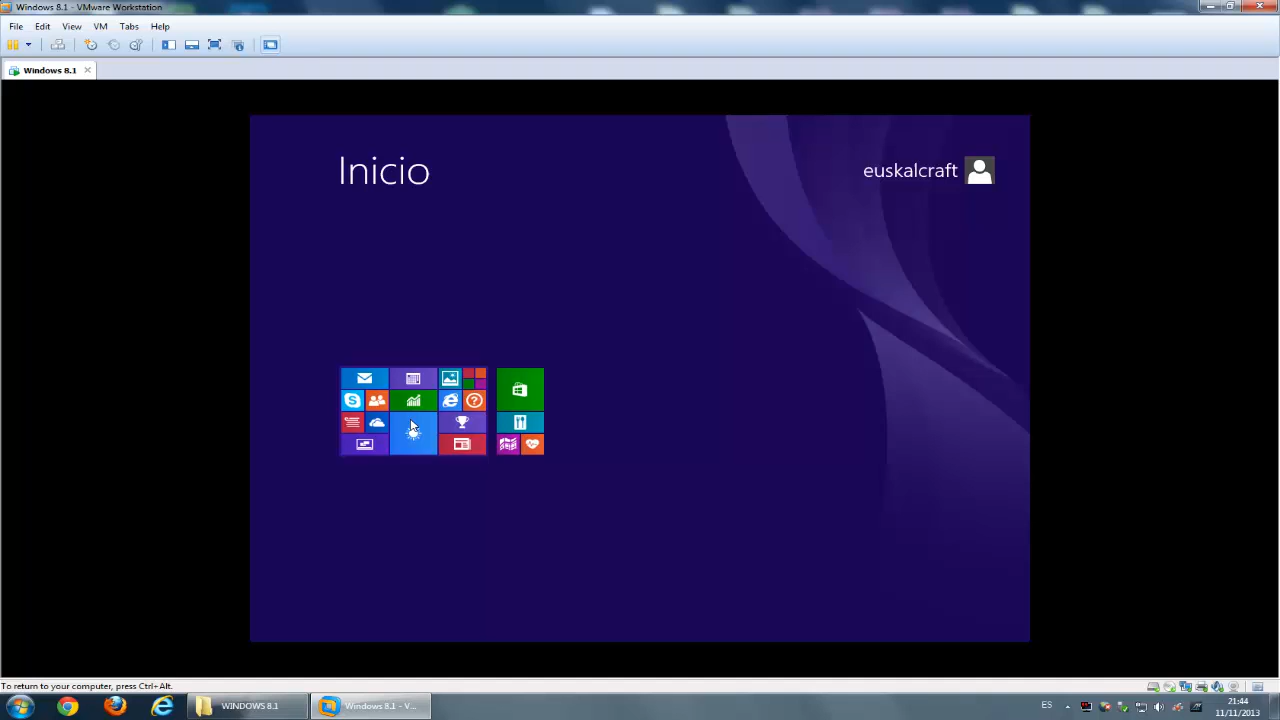 Windows 8.1 - VMware Workstation
File Edit View VM Tabs Help
Windows 8.1
Inicio
euskalcraft
To return to your computer, press Ctrl+Alt.
WINDOWS 8.1
Windows 8.1 - V...
ES
21:44
11/11/2013